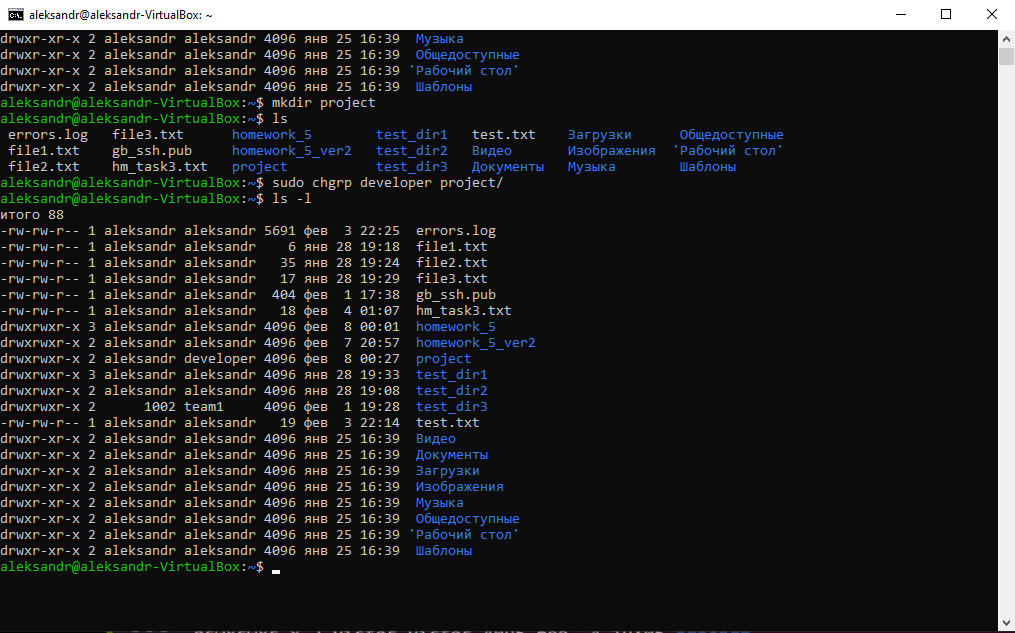 aleksandr@aleksandr-VirtualBox: ~
drwxr-xr-x 2 aleksandr aleksandr 4096 янв 25 16:39  Музыка
drwxr-xr-x 2 aleksandr aleksandr 4096 янв 25 16:39  Общедоступные
drwxr-xr-x 2 aleksandr aleksandr 4096 янв 25 16:39 'Рабочий стол'
drwxr-xr-x 2 aleksandr aleksandr 4096 янв 25 16:39  Шаблоны
aleksandr@aleksandr-VirtualBox:~$ mkdir project
aleksandr@aleksandr-VirtualBox:~$ ls
 errors.log   file3.txt      homework_5        test_dir1   test.txt    Загрузки      Общедоступные
 file1.txt    gb_ssh.pub     homework_5_ver2   test_dir2   Видео       Изображения  'Рабочий стол'
 file2.txt    hm_task3.txt   project           test_dir3   Документы   Музыка        Шаблоны
aleksandr@aleksandr-VirtualBox:~$ sudo chgrp developer project/
aleksandr@aleksandr-VirtualBox:~$ ls -l
итого 88
-rw-rw-r-- 1 aleksandr aleksandr 5691 фев  3 22:25  errors.log
-rw-rw-r-- 1 aleksandr aleksandr    6 янв 28 19:18  file1.txt
-rw-rw-r-- 1 aleksandr aleksandr   35 янв 28 19:24  file2.txt
-rw-rw-r-- 1 aleksandr aleksandr   17 янв 28 19:29  file3.txt
-rw-rw-r-- 1 aleksandr aleksandr  404 фев  1 17:38  gb_ssh.pub
-rw-rw-r-- 1 aleksandr aleksandr   18 фев  4 01:07  hm_task3.txt
drwxrwxr-x 3 aleksandr aleksandr 4096 фев  8 00:01  homework_5
drwxrwxr-x 2 aleksandr aleksandr 4096 фев  7 20:57  homework_5_ver2
drwxrwxr-x 2 aleksandr developer 4096 фев  8 00:27  project
drwxrwxr-x 3 aleksandr aleksandr 4096 янв 28 19:33  test_dir1
drwxrwxr-x 2 aleksandr aleksandr 4096 янв 28 19:08  test_dir2
drwxrwxr-x 2      1002 team1     4096 фев  1 19:28  test_dir3
-rw-rw-r-- 1 aleksandr aleksandr   19 фев  3 22:14  test.txt
drwxr-xr-x 2 aleksandr aleksandr 4096 янв 25 16:39  Видео
drwxr-xr-x 2 aleksandr aleksandr 4096 янв 25 16:39  Документы
drwxr-xr-x 2 aleksandr aleksandr 4096 янв 25 16:39  Загрузки
drwxr-xr-x 2 aleksandr aleksandr 4096 янв 25 16:39  Изображения
drwxr-xr-x 2 aleksandr aleksandr 4096 янв 25 16:39  Музыка
drwxr-xr-x 2 aleksandr aleksandr 4096 янв 25 16:39  Общедоступные
drwxr-xr-x 2 aleksandr aleksandr 4096 янв 25 16:39 'Рабочий стол'
drwxr-xr-x 2 aleksandr aleksandr 4096 янв 25 16:39  Шаблоны
aleksandr@aleksandr-VirtualBox:~$